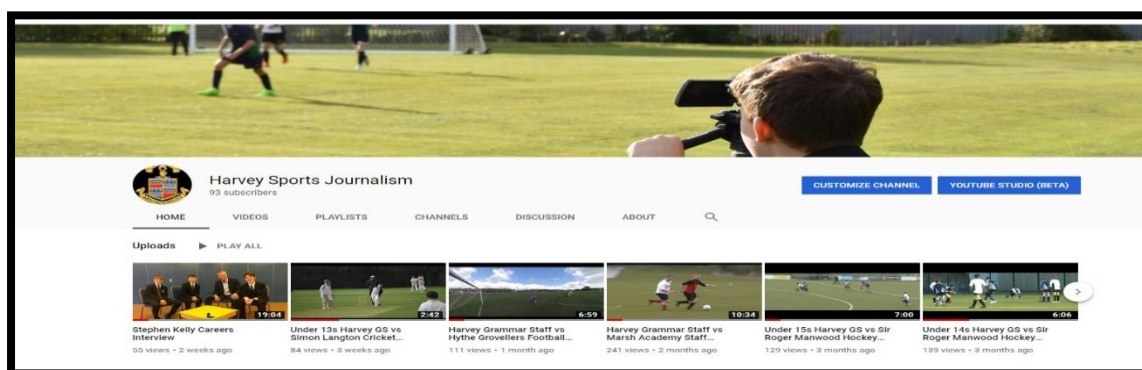 Harvey Sports Journalism
93 subscribers
CUSTOMIZE CHANNEL
YOUTUBE STUDIO (BETA)
HOME
VIDEOS
PLAYLISTS
CHANNELS
DISCUSSION
ABOUT
Uploads
PLAY ALL
19:04
Stephen Kelly Careers
Interview
55 views • 2 weeks ago
2:42
Under 13s Harvey GS vs
Simon Langton Cricket...
84 views • 3 weeks ago
6:59
Harvey Grammar Staff vs
Hythe Grovellers Football...
111 views • 1 month ago
10:34
Harvey Grammar Staff vs
Marsh Academy Staff...
241 views • 2 months ago
7:00
Under 15s Harvey GS vs Sir
Roger Manwood Hockey...
129 views • 3 months ago
6:06
Under 14s Harvey GS vs Sir
Roger Manwood Hockey...
139 views • 3 months ago